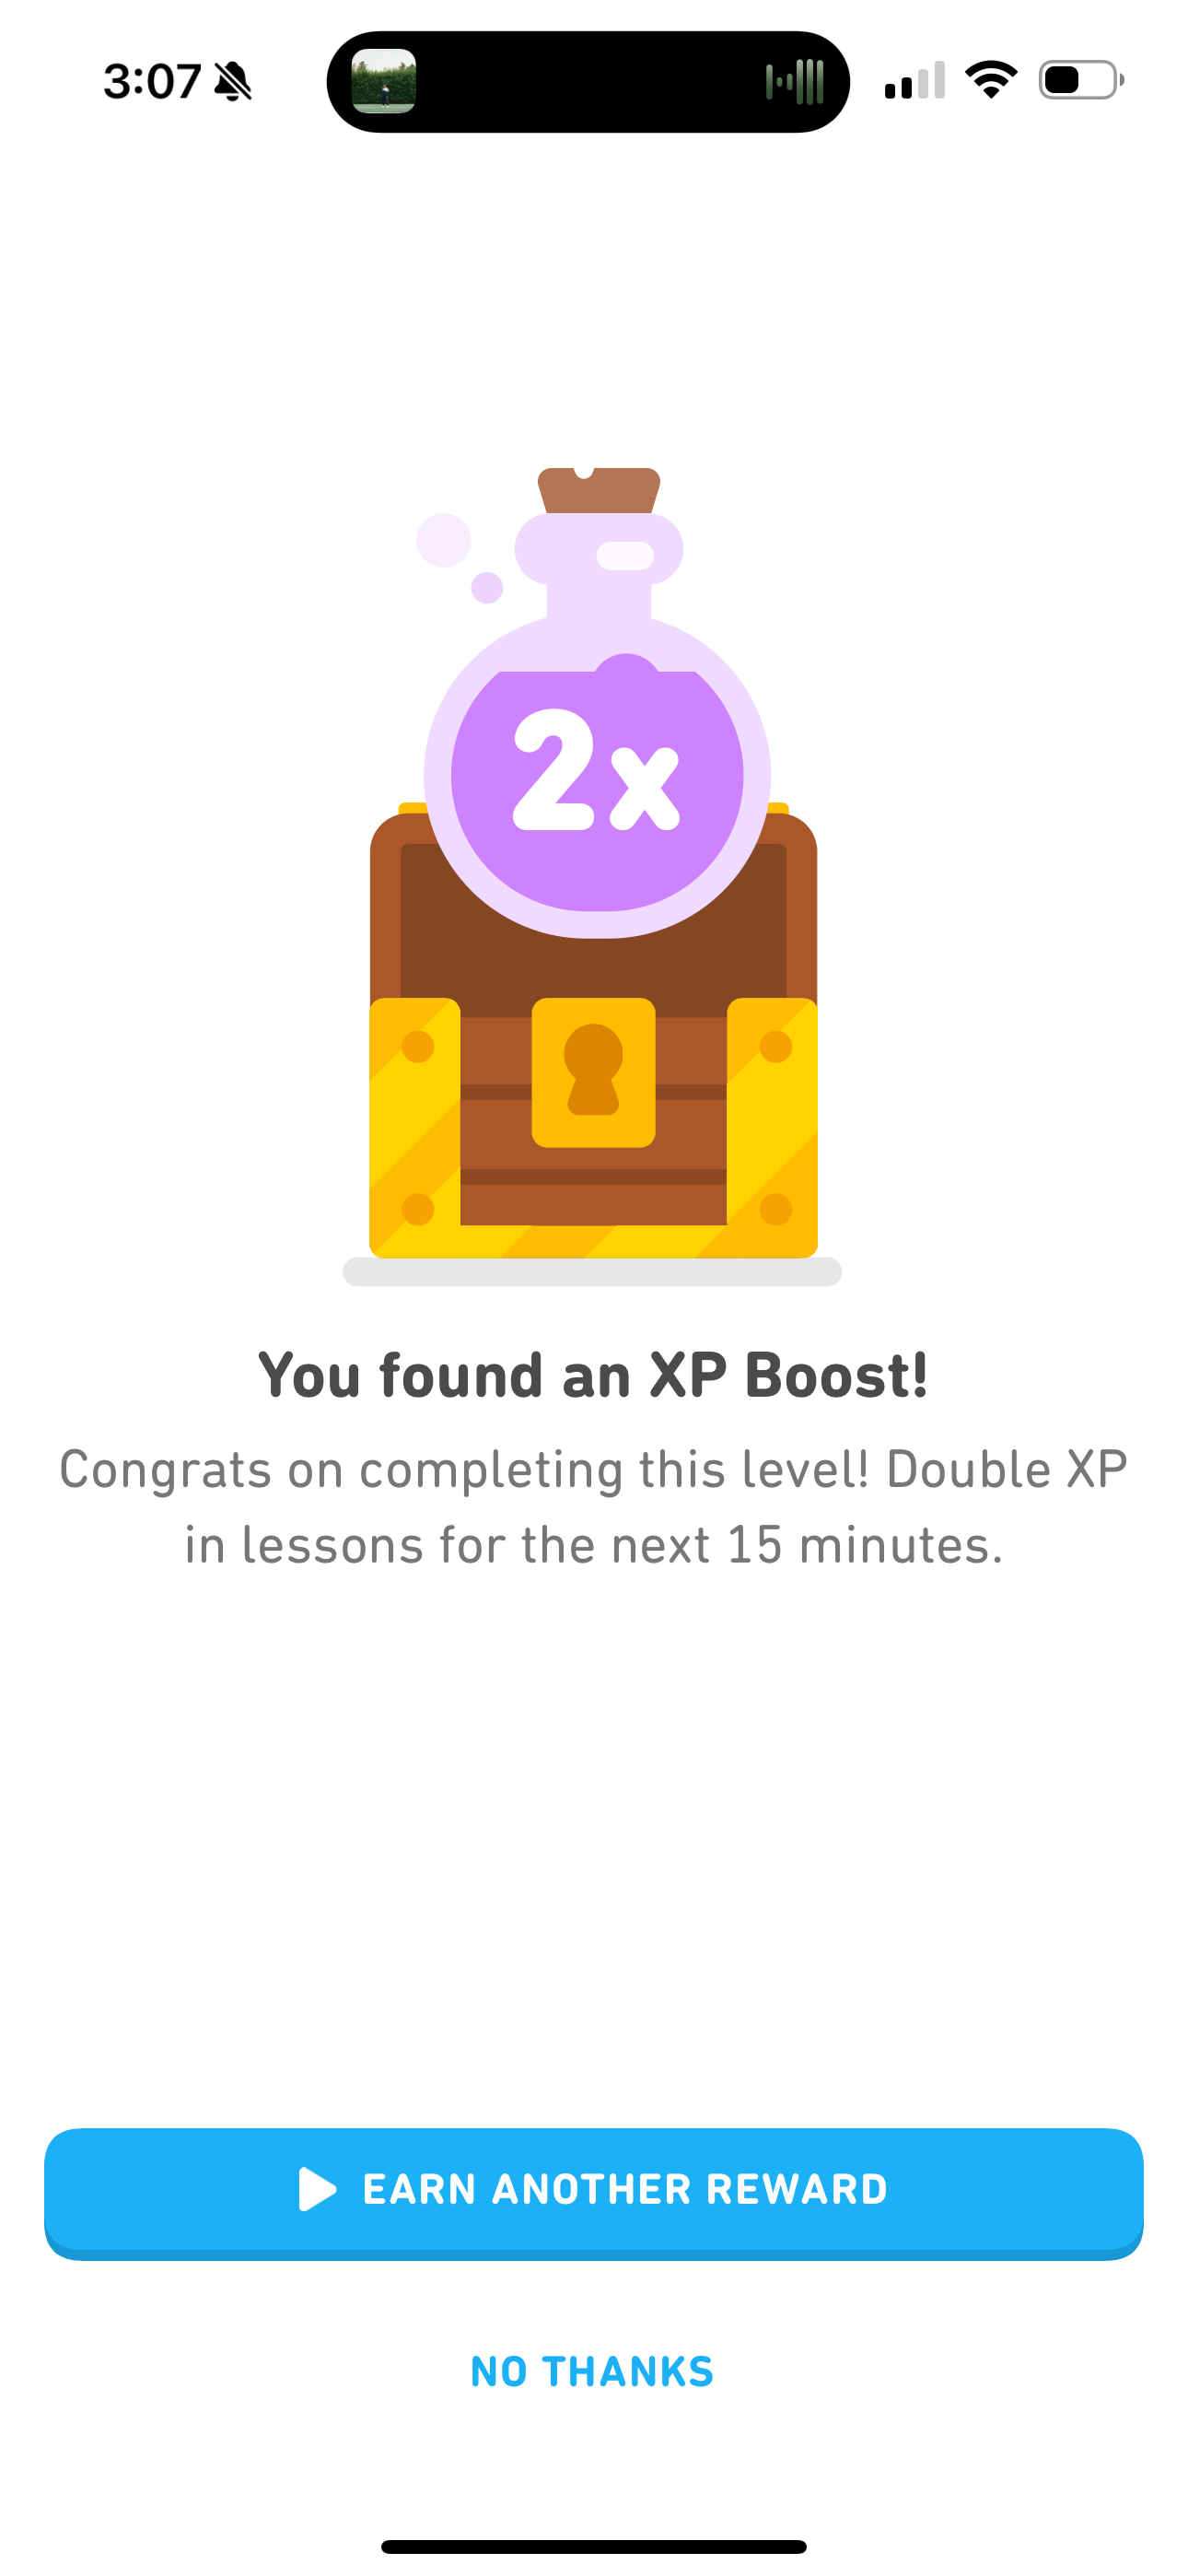 3:07
2x
You found an XP Boost!
Congrats on completing this level! Double XP
in lessons for the next 15 minutes.
EARN ANOTHER REWARD
NO THANKS